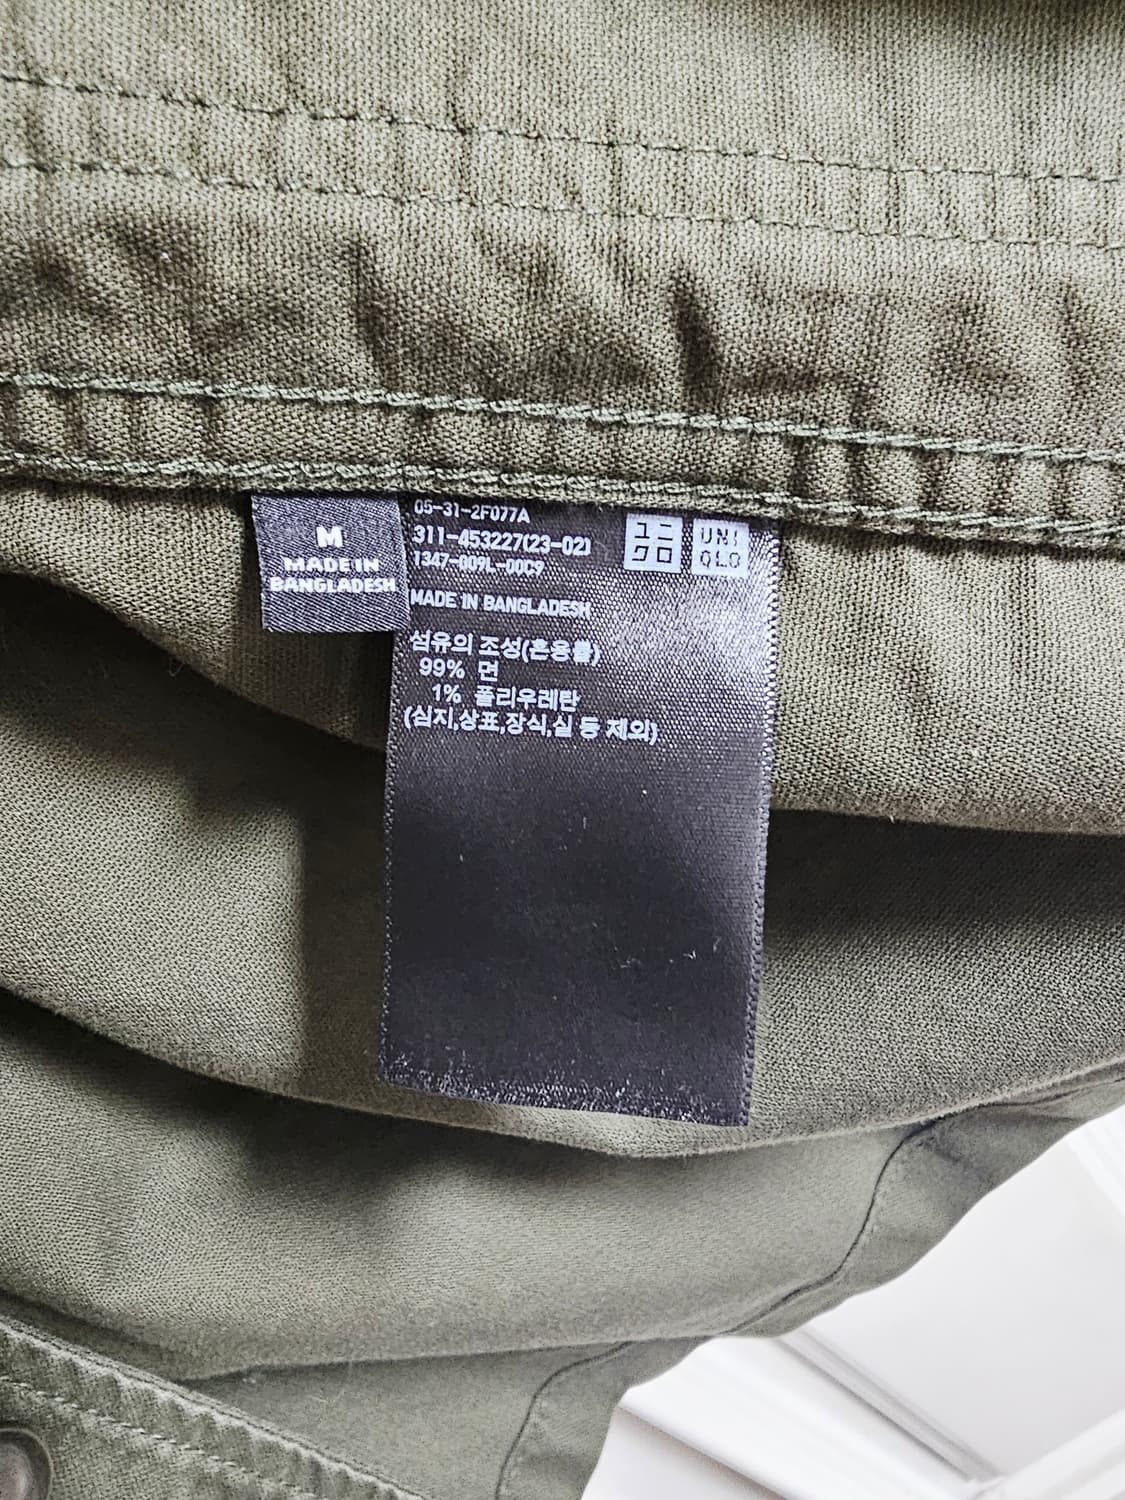 M
MADE IN
BANGLADESH
05-31-2F077A
311-453227(23-02)
1347-009L-00C9
ユニ
クロ
UNI
QLO
MADE IN BANGLADESH
섬유의 조성(혼용률)
99% 면
1% 폴리우레탄
(심지,상표,장식,실 등 제외)